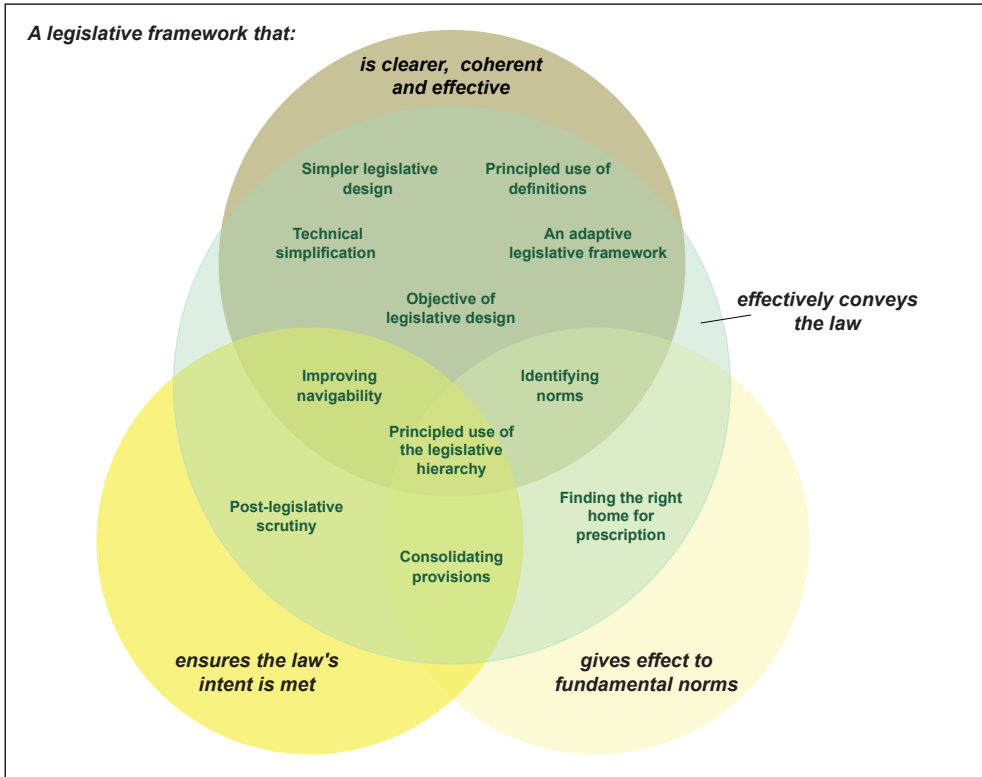 A legislative framework that:
is clearer, coherent
and effective
Simpler legislative
design
Principled use of
definitions
Technical
simplification
An adaptive
legislative framework
Objective of
legislative design
effectively conveys
the law
Improving
navigability
Identifying
norms
Principled use of
the legislative
hierarchy
Post-legislative
scrutiny
Finding the right
home for
prescription
Consolidating
provisions
ensures the law's
intent is met
gives effect to
fundamental norms